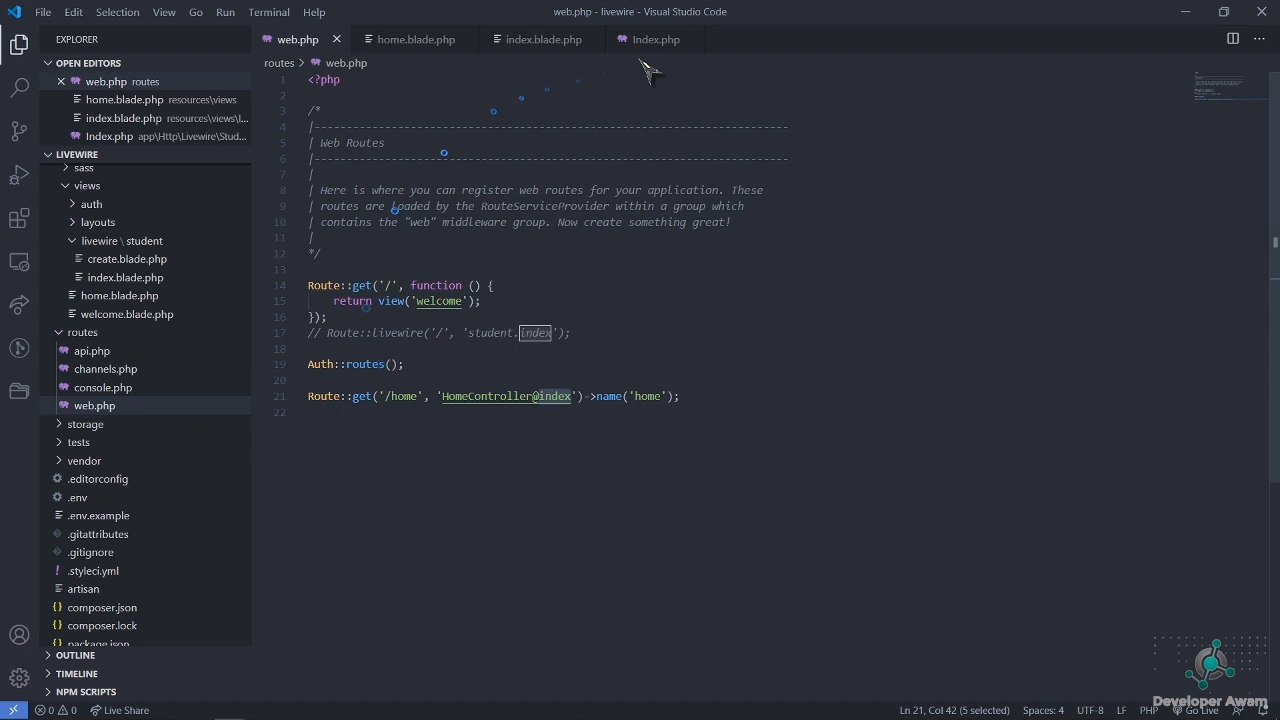 File Edit Selection View Go Run Terminal Help
web.php - livewire - Visual Studio Code
EXPLORER
OPEN EDITORS
web.php routes
home.blade.php resources\views
index.blade.php resources\views\l...
Index.php app\Http\Livewire\Stud...
LIVEWIRE
sass
views
auth
layouts
livewire \ student
create.blade.php
index.blade.php
home.blade.php
welcome.blade.php
routes
api.php
channels.php
console.php
web.php
storage
tests
vendor
.editorconfig
.env
.env.example
.gitattributes
.gitignore
.styleci.yml
artisan
composer.json
composer.lock
package.json
OUTLINE
TIMELINE
NPM SCRIPTS
web.php home.blade.php index.blade.php Index.php
routes > web.php
1 <?php
2
3 /*
4 |--------------------------------------------------------------------------
5 | Web Routes
6 |--------------------------------------------------------------------------
7 |
8 | Here is where you can register web routes for your application. These
9 | routes are loaded by the RouteServiceProvider within a group which
10 | contains the "web" middleware group. Now create something great!
11 |
12 */
13
14 Route::get('/', function () {
15 return view('welcome');
16 });
17 // Route::livewire('/', 'student.index');
18
19 Auth::routes();
20
21 Route::get('/home', 'HomeController@index')->name('home');
22
Developer Awam
0 0 Live Share
Ln 21, Col 42 (5 selected) Spaces: 4 UTF-8 LF PHP Go Live